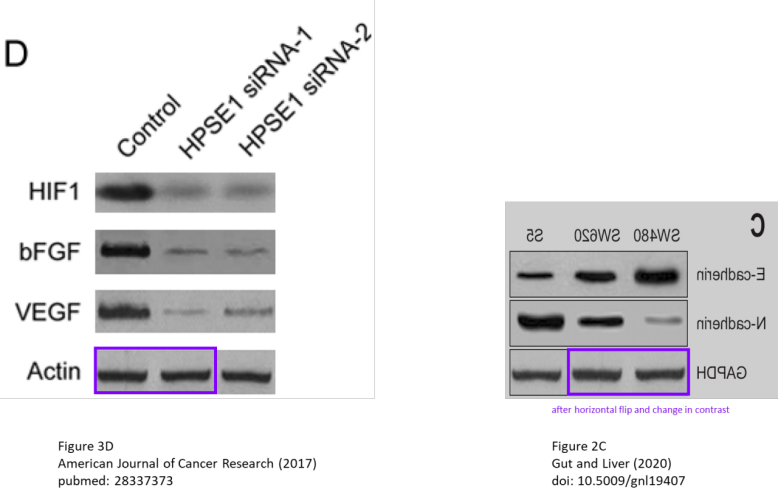 D
Control
HPSE1 siRNA-1
HPSE1 siRNA-2
HIF1
bFGF
VEGF
Actin
Figure 3D
American Journal of Cancer Research (2017)
pubmed: 28337373
C
S5 SW620 SW480
E-cadherin
N-cadherin
GAPDH
after horizontal flip and change in contrast
Figure 2C
Gut and Liver (2020)
doi: 10.5009/gnl19407